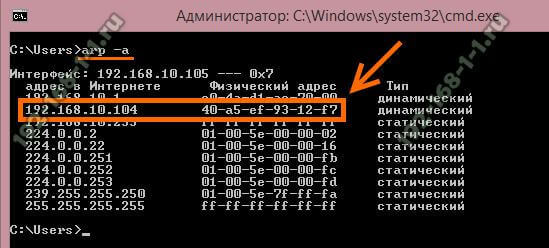 Администратор: C:\Windows\system32\cmd.exe
C:\Users>arp -a
Интерфейс: 192.168.10.105 --- 0x7
адрес в Интернете Физический адрес Тип
192.168.10.1 динамический
192.168.10.104 40-a5-ef-93-12-f7 динамический
192.168.10.255 ff-ff-ff-ff-ff-ff статический
224.0.0.2 01-00-5e-00-00-02 статический
224.0.0.22 01-00-5e-00-00-16 статический
224.0.0.251 01-00-5e-00-00-fb статический
224.0.0.252 01-00-5e-00-00-fc статический
224.0.0.253 01-00-5e-00-00-fd статический
239.255.255.250 01-00-5e-7f-ff-fa статический
255.255.255.255 ff-ff-ff-ff-ff-ff статический
C:\Users>_
192-168-1-1.ru
192-168-1-1.ru